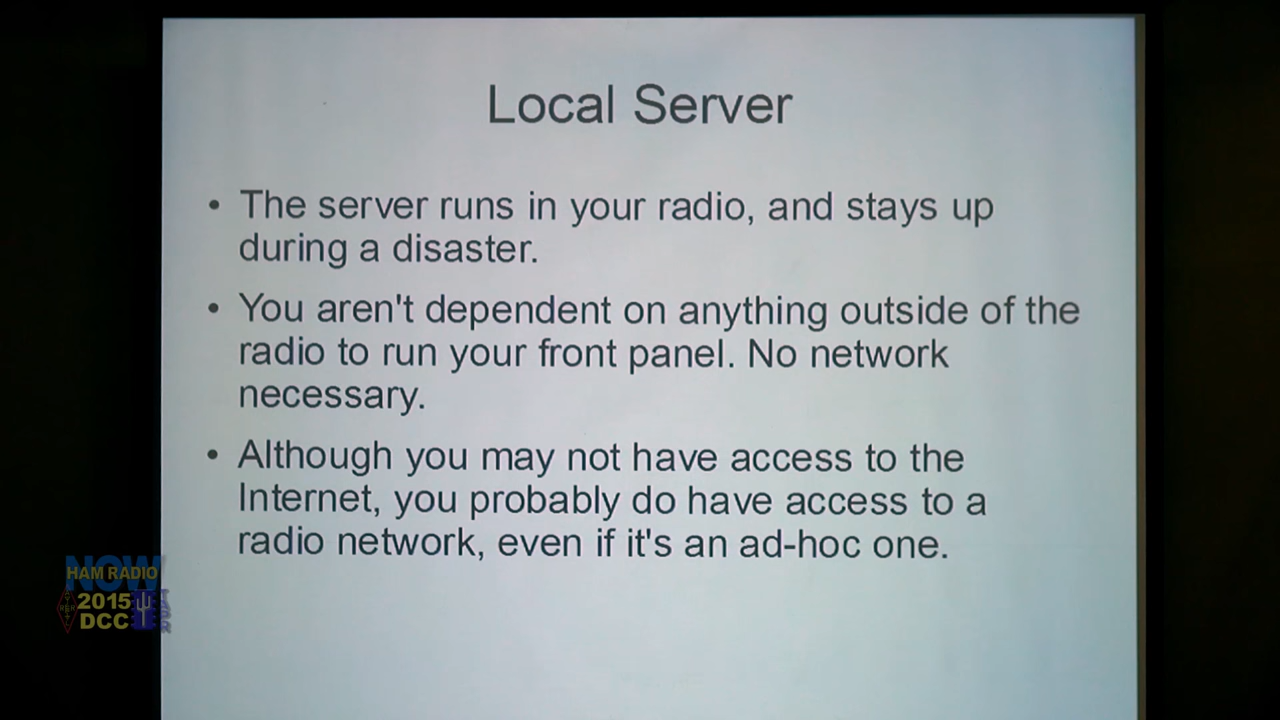 Local Server
• The server runs in your radio, and stays up
during a disaster.
• You aren't dependent on anything outside of the
radio to run your front panel. No network
necessary.
• Although you may not have access to the
Internet, you probably do have access to a
radio network, even if it's an ad-hoc one.
NOW
HAM RADIO
2015
DCC